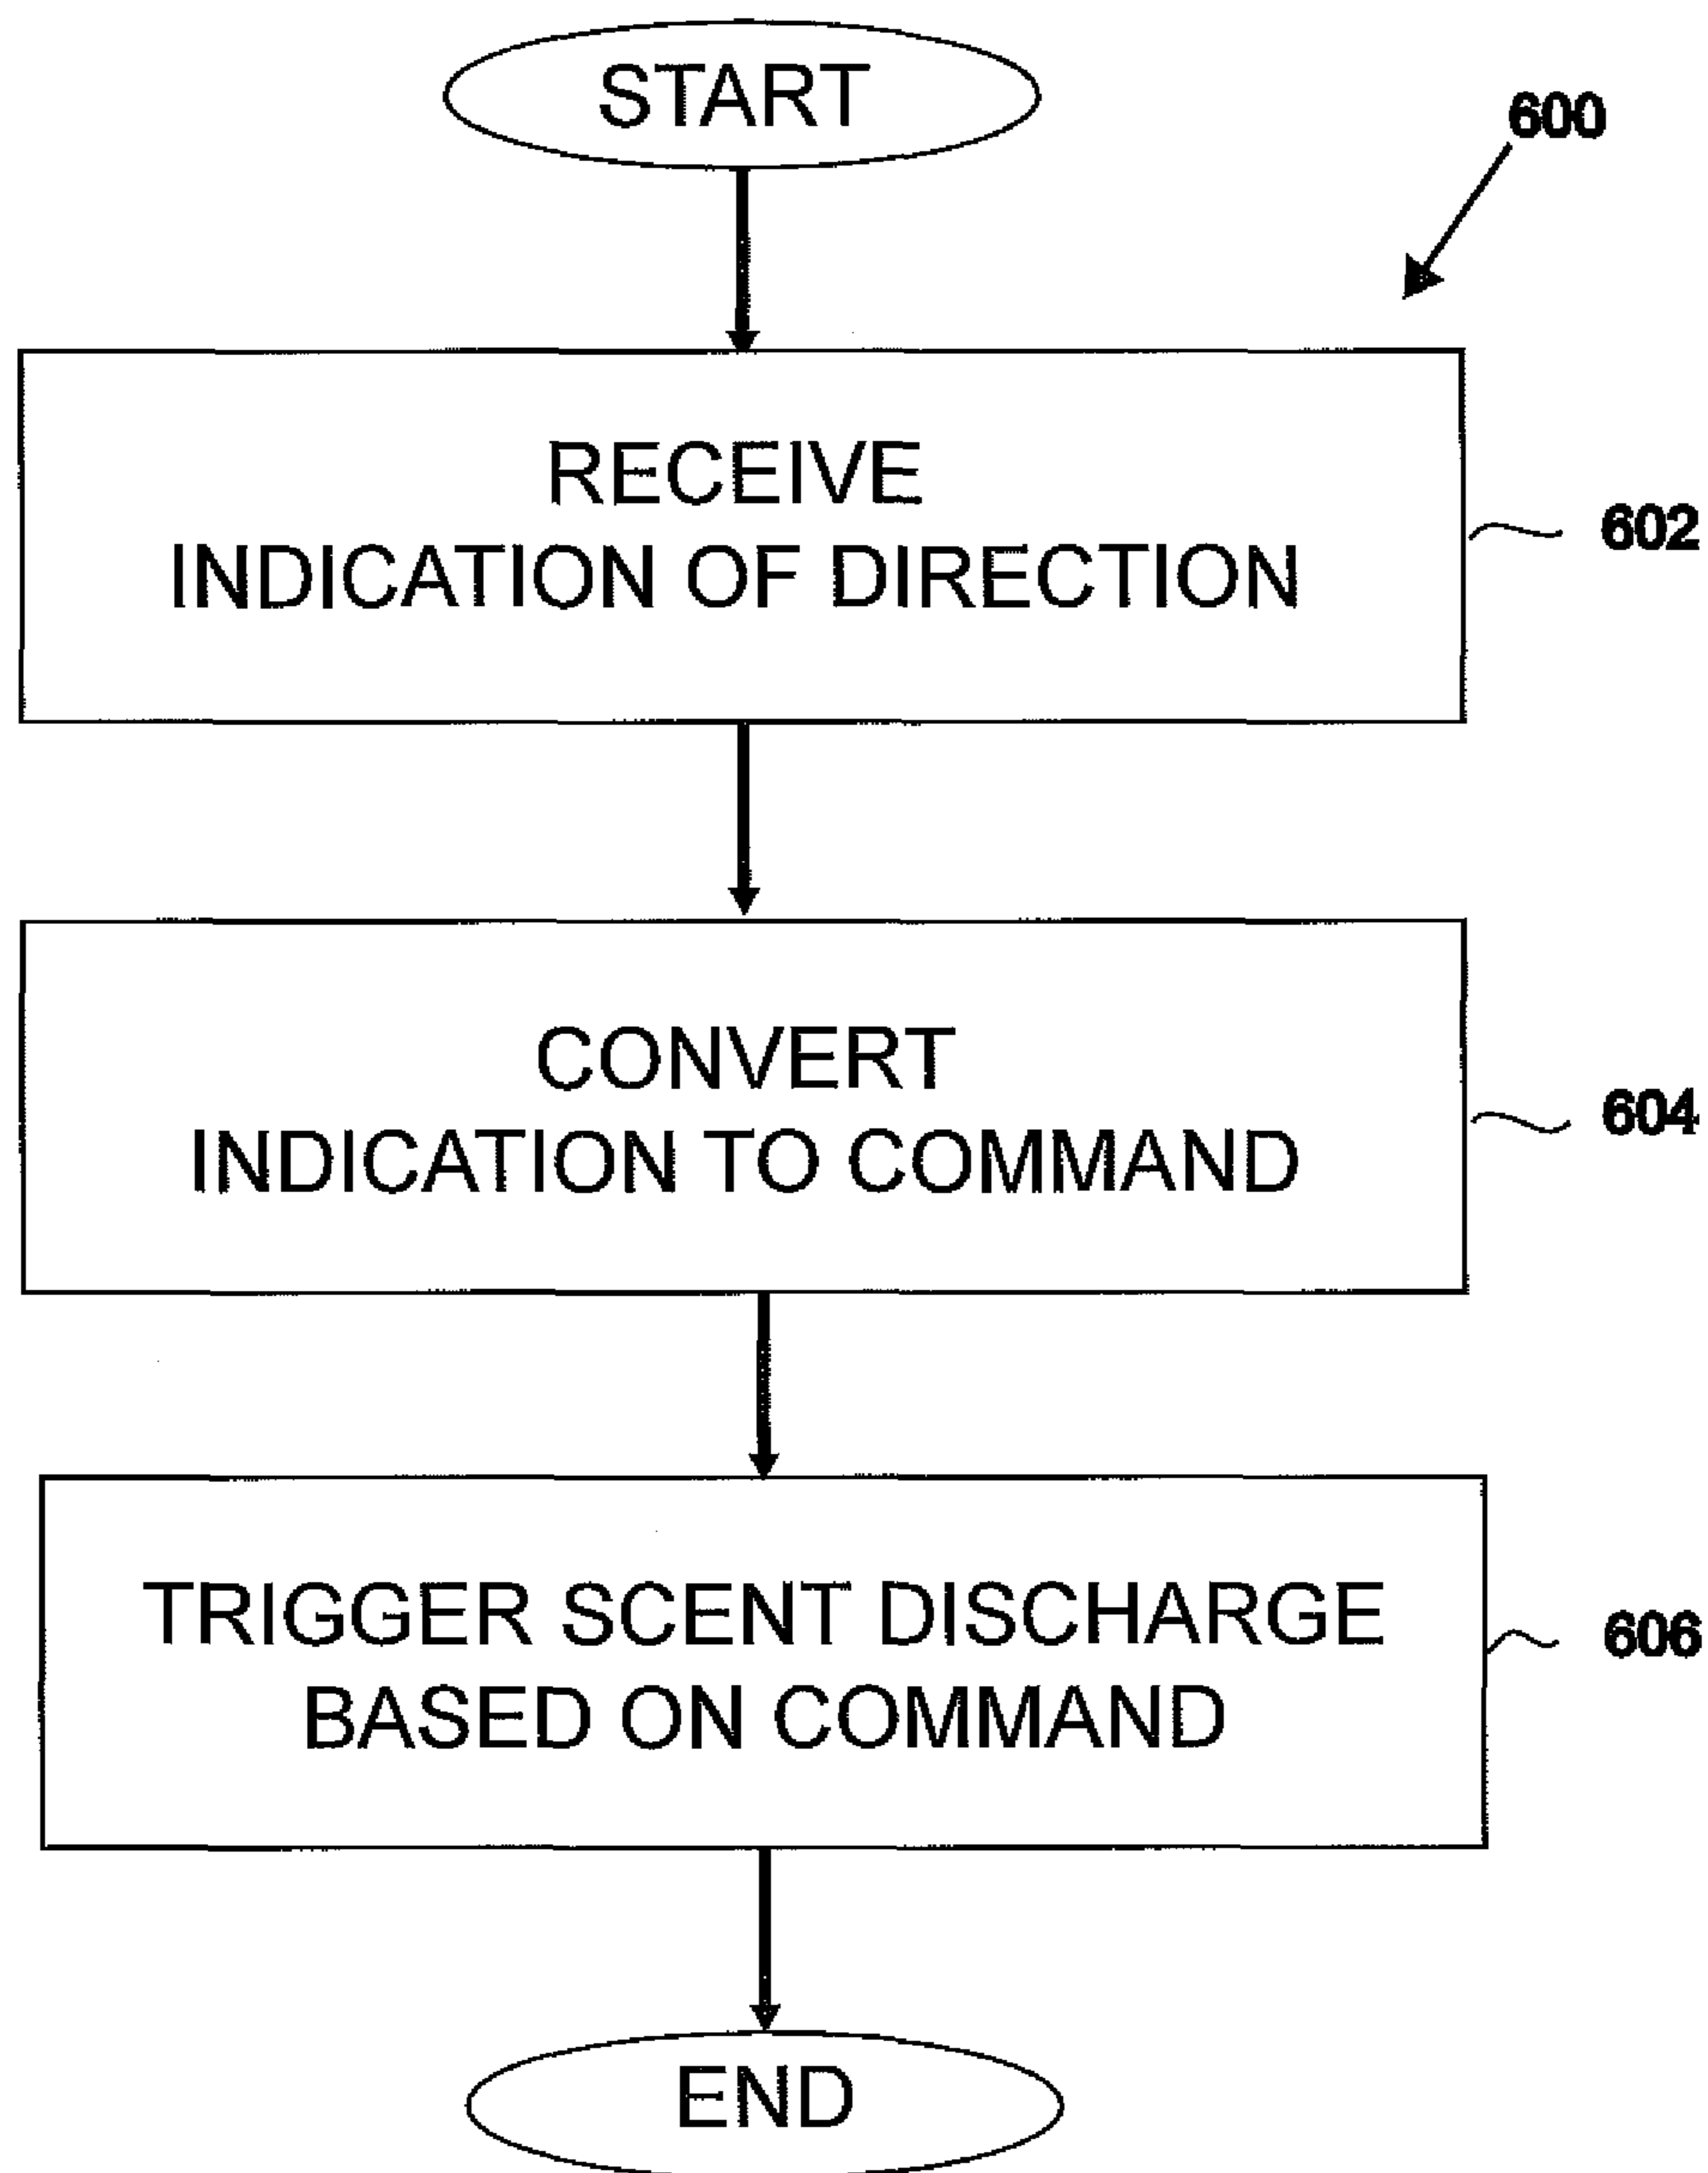 START
600
RECEIVE
INDICATION OF DIRECTION
602
CONVERT
INDICATION TO COMMAND
604
TRIGGER SCENT DISCHARGE
BASED ON COMMAND
606
END